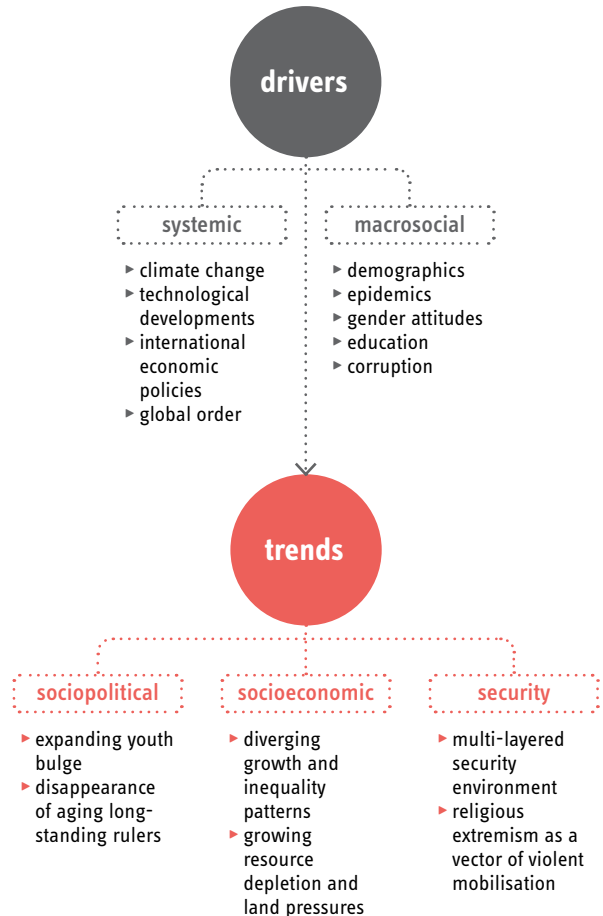 drivers
systemic
climate change
technological
developments
international
economic
policies
global order
macrosocial
demographics
epidemics
gender attitudes
education
corruption
trends
sociopolitical
expanding youth
bulge
disappearance
of aging long-
standing rulers
socioeconomic
diverging
growth and
inequality
patterns
growing
resource
depletion and
land pressures
security
multi-layered
security
environment
religious
extremism as a
vector of violent
mobilisation